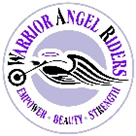 WARRIOR ANGEL RIDERS
EMPOWER - BEAUTY - STRENGTH